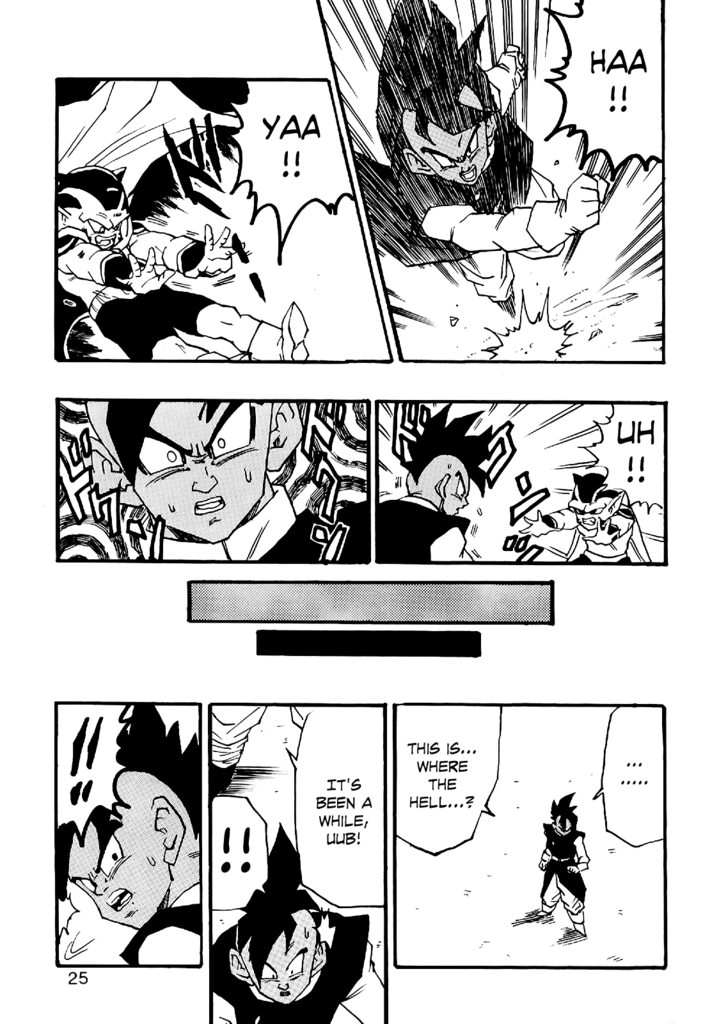 HAA
!!
YAA
!!
UH
!!
...
.....
THIS IS...
WHERE
THE
HELL...?
IT'S
BEEN A
WHILE,
UUB!
!!
!!
25